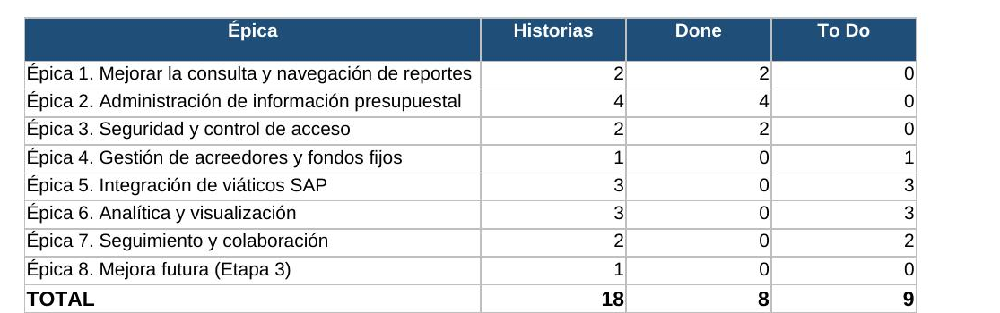 Épica Historias Done To Do
Épica 1. Mejorar la consulta y navegación de reportes 2 2 0
Épica 2. Administración de información presupuestal 4 4 0
Épica 3. Seguridad y control de acceso 2 2 0
Épica 4. Gestión de acreedores y fondos fijos 1 0 1
Épica 5. Integración de viáticos SAP 3 0 3
Épica 6. Analítica y visualización 3 0 3
Épica 7. Seguimiento y colaboración 2 0 2
Épica 8. Mejora futura (Etapa 3) 1 0 0
TOTAL 18 8 9